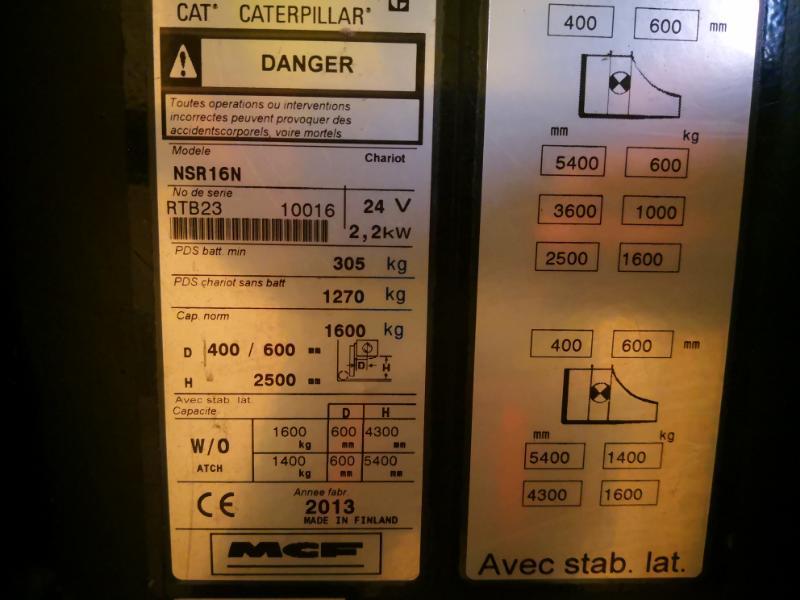 CAT® CATERPILLAR®
DANGER
Toutes operations ou interventions
incorrectes peuvent provoquer des
accidentscorporels, voire mortels
Modele
Chariot
NSR16N
No de serie
RTB23 10016
24 V
2,2kW
PDS batt. min
305 kg
PDS chariot sans batt
1270 kg
Cap. norm
1600 kg
D 400 / 600 mm
D H
H 2500 mm
Avec stab. lat.
Capacite D H
W/O
ATCH
1600 kg 600 mm 4300 mm
1400 kg 600 mm 5400 mm
CE
Annee fabr.
2013
MADE IN FINLAND
MCF
400 600 mm
mm kg
5400 600
3600 1000
2500 1600
400 600 mm
mm kg
5400 1400
4300 1600
Avec stab. lat.